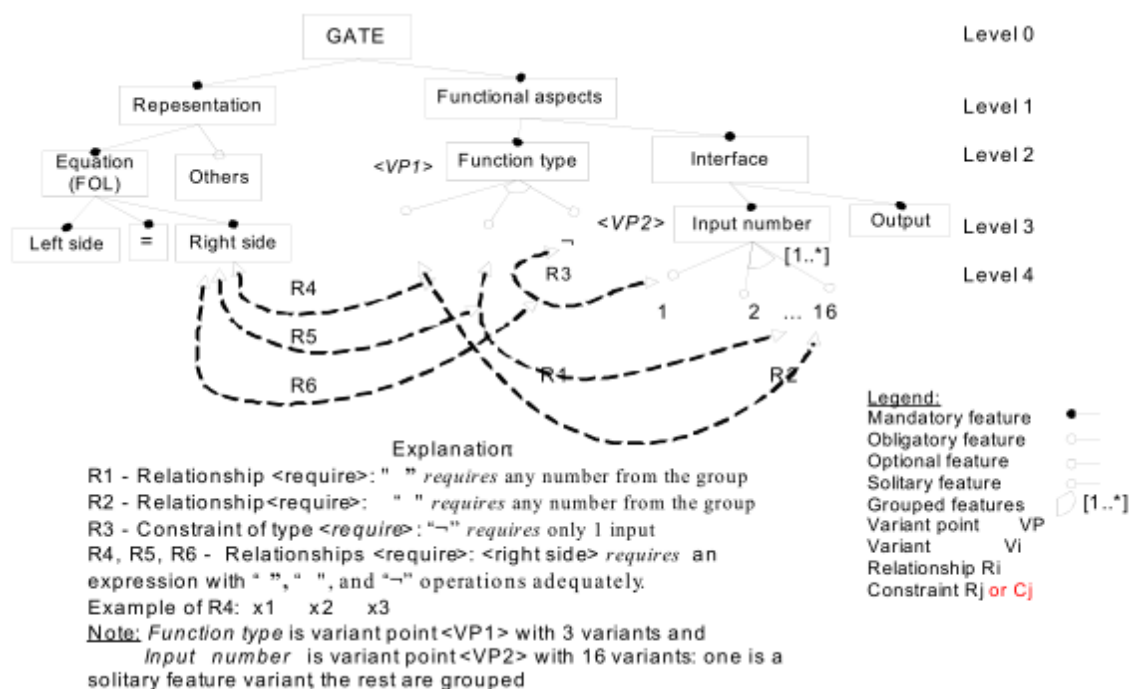 GATE
Level 0
Repesentation
Functional aspects
Level 1
Equation
(FOL)
Others
<VP1>
Function type
Interface
Level 2
Left side
=
Right side
<VP2>
Input number
Output
Level 3
¬
[1..*]
R3
Level 4
R4
1
2 ... 16
R5
R6
R1
R2
Legend:
Mandatory feature
Obligatory feature
Optional feature
Solitary feature
Grouped features [1..*]
Variant point VP
Variant Vi
Relationship Ri
Constraint Rj or Cj
Explanation:
R1 - Relationship <require>: " " requires any number from the group
R2 - Relationship<require>: " " requires any number from the group
R3 - Constraint of type <require>: "¬" requires only 1 input
R4, R5, R6 - Relationships <require>: <right side> requires an
expression with " ", " ", and "¬" operations adequately.
Example of R4: x1 x2 x3
Note: Function type is variant point <VP1> with 3 variants and
Input number is variant point <VP2> with 16 variants: one is a
solitary feature variant, the rest are grouped